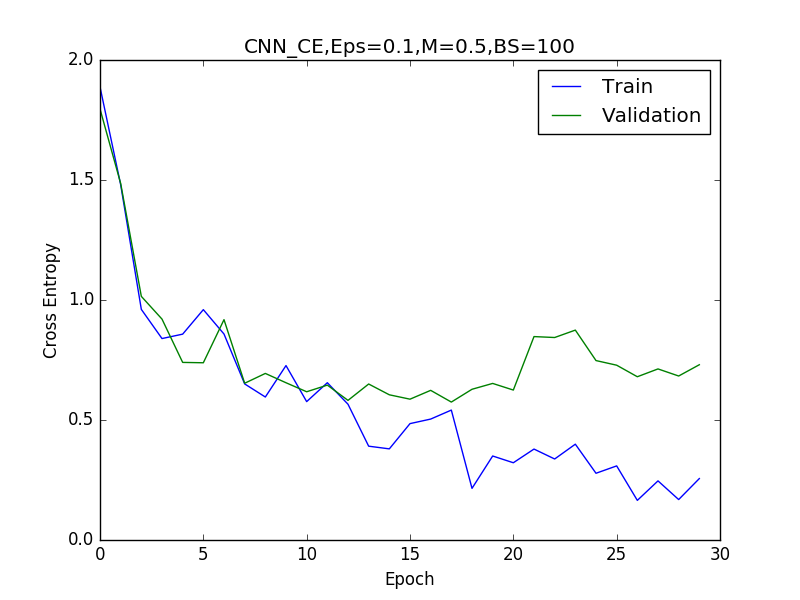 CNN_CE,Eps=0.1,M=0.5,BS=100
Train
Validation
2.0
1.5
1.0
0.5
0.0
Cross Entropy
0 5 10 15 20 25 30
Epoch